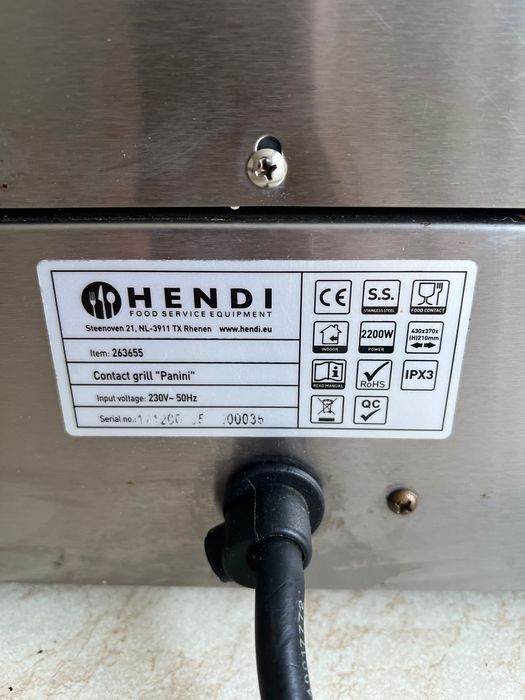 HENDI
FOOD SERVICE EQUIPMENT
Steenoven 21, NL-3911 TX Rhenen www.hendi.eu
Item: 263655
Contact grill "Panini"
Input voltage: 230V~ 50Hz
Serial no.:
CE
S.S.
STAINLESS STEEL
FOOD CONTACT
INDOOR
2200W
POWER
430x370x
(H)210mm
READ MANUAL
RoHS
IPX3
QC